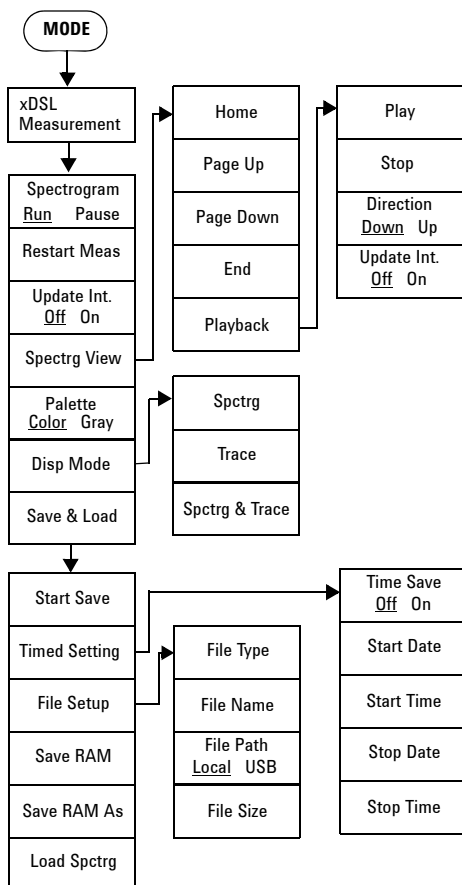 MODE
xDSL
Measurement
Spectrogram
Run Pause
Restart Meas
Update Int.
Off On
Spectrg View
Palette
Color Gray
Disp Mode
Save & Load
Home
Page Up
Page Down
End
Playback
Play
Stop
Direction
Down Up
Update Int.
Off On
Spctrg
Trace
Spctrg & Trace
Start Save
Timed Setting
File Setup
Save RAM
Save RAM As
Load Spctrg
File Type
File Name
File Path
Local USB
File Size
Time Save
Off On
Start Date
Start Time
Stop Date
Stop Time